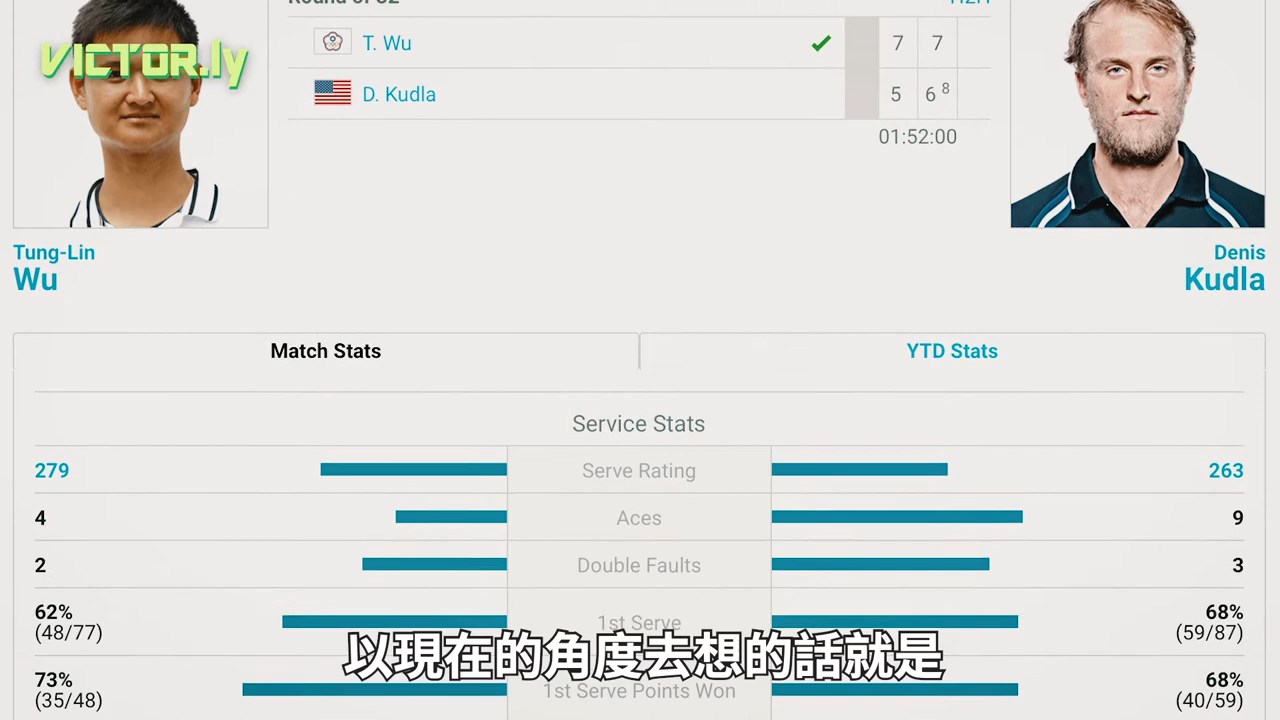 Round of 32
H2H
VICTOR.ly
T. Wu
7 7
D. Kudla
5 6 8
01:52:00
Tung-Lin
Wu
Denis
Kudla
Match Stats
YTD Stats
Service Stats
279 Serve Rating 263
4 Aces 9
2 Double Faults 3
62% 1st Serve 68%
(48/77) (59/87)
以現在的角度去想的話就是
73% 1st Serve Points Won 68%
(35/48) (40/59)